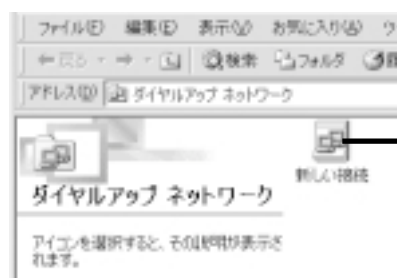 ファイル(F) 編集(E) 表示(V) お気に入り(A)
戻る 検索 フォルダ
アドレス(D) ダイヤルアップ ネットワーク
新しい接続
ダイヤルアップ ネットワーク
アイコンを選択すると、その説明が表示さ
れます。